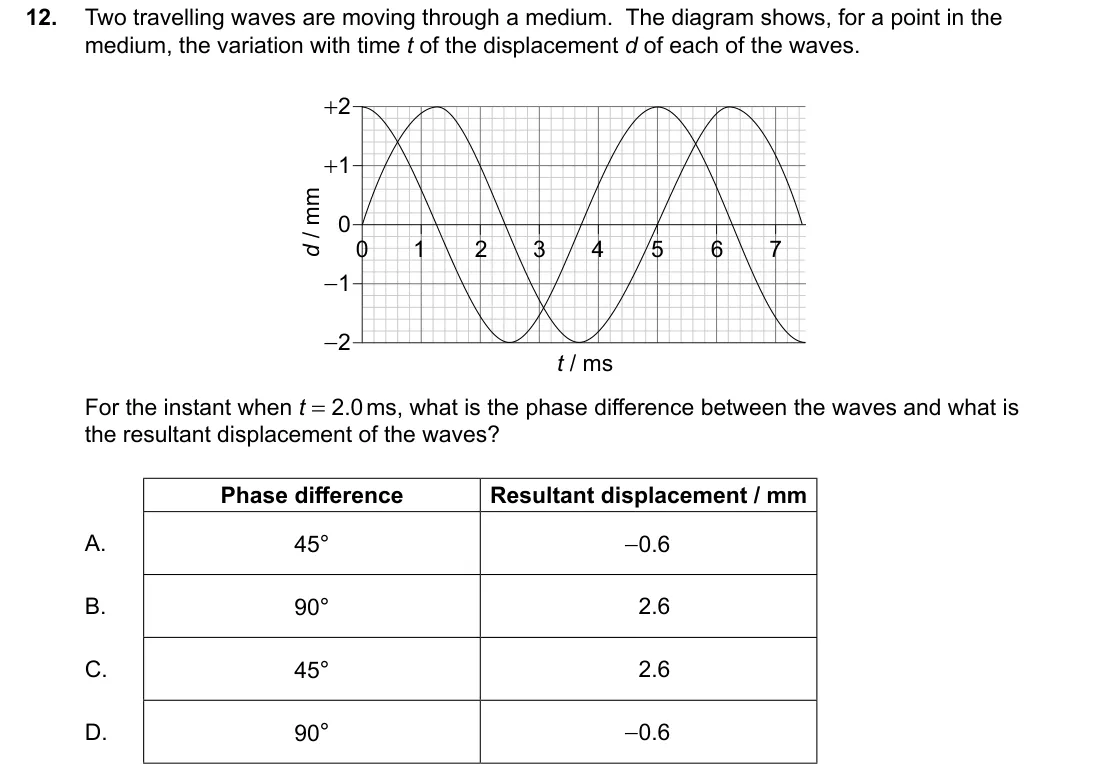 12. Two travelling waves are moving through a medium. The diagram shows, for a point in the
medium, the variation with time t of the displacement d of each of the waves.
+2
+1
0
−1
−2
d / mm
0 1 2 3 4 5 6 7
t / ms
For the instant when t = 2.0 ms, what is the phase difference between the waves and what is
the resultant displacement of the waves?
Phase difference Resultant displacement / mm
A. 45° −0.6
B. 90° 2.6
C. 45° 2.6
D. 90° −0.6